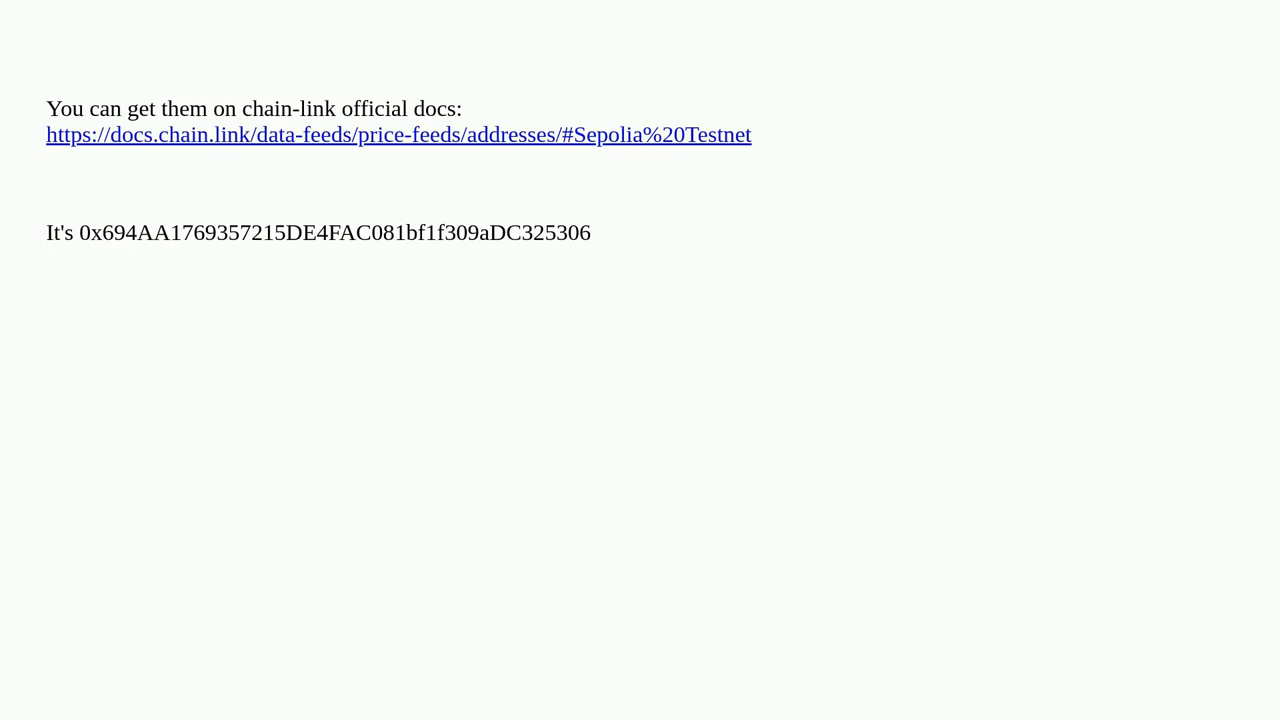 You can get them on chain-link official docs:
https://docs.chain.link/data-feeds/price-feeds/addresses/#Sepolia%20Testnet
It's 0x694AA1769357215DE4FAC081bf1f309aDC325306